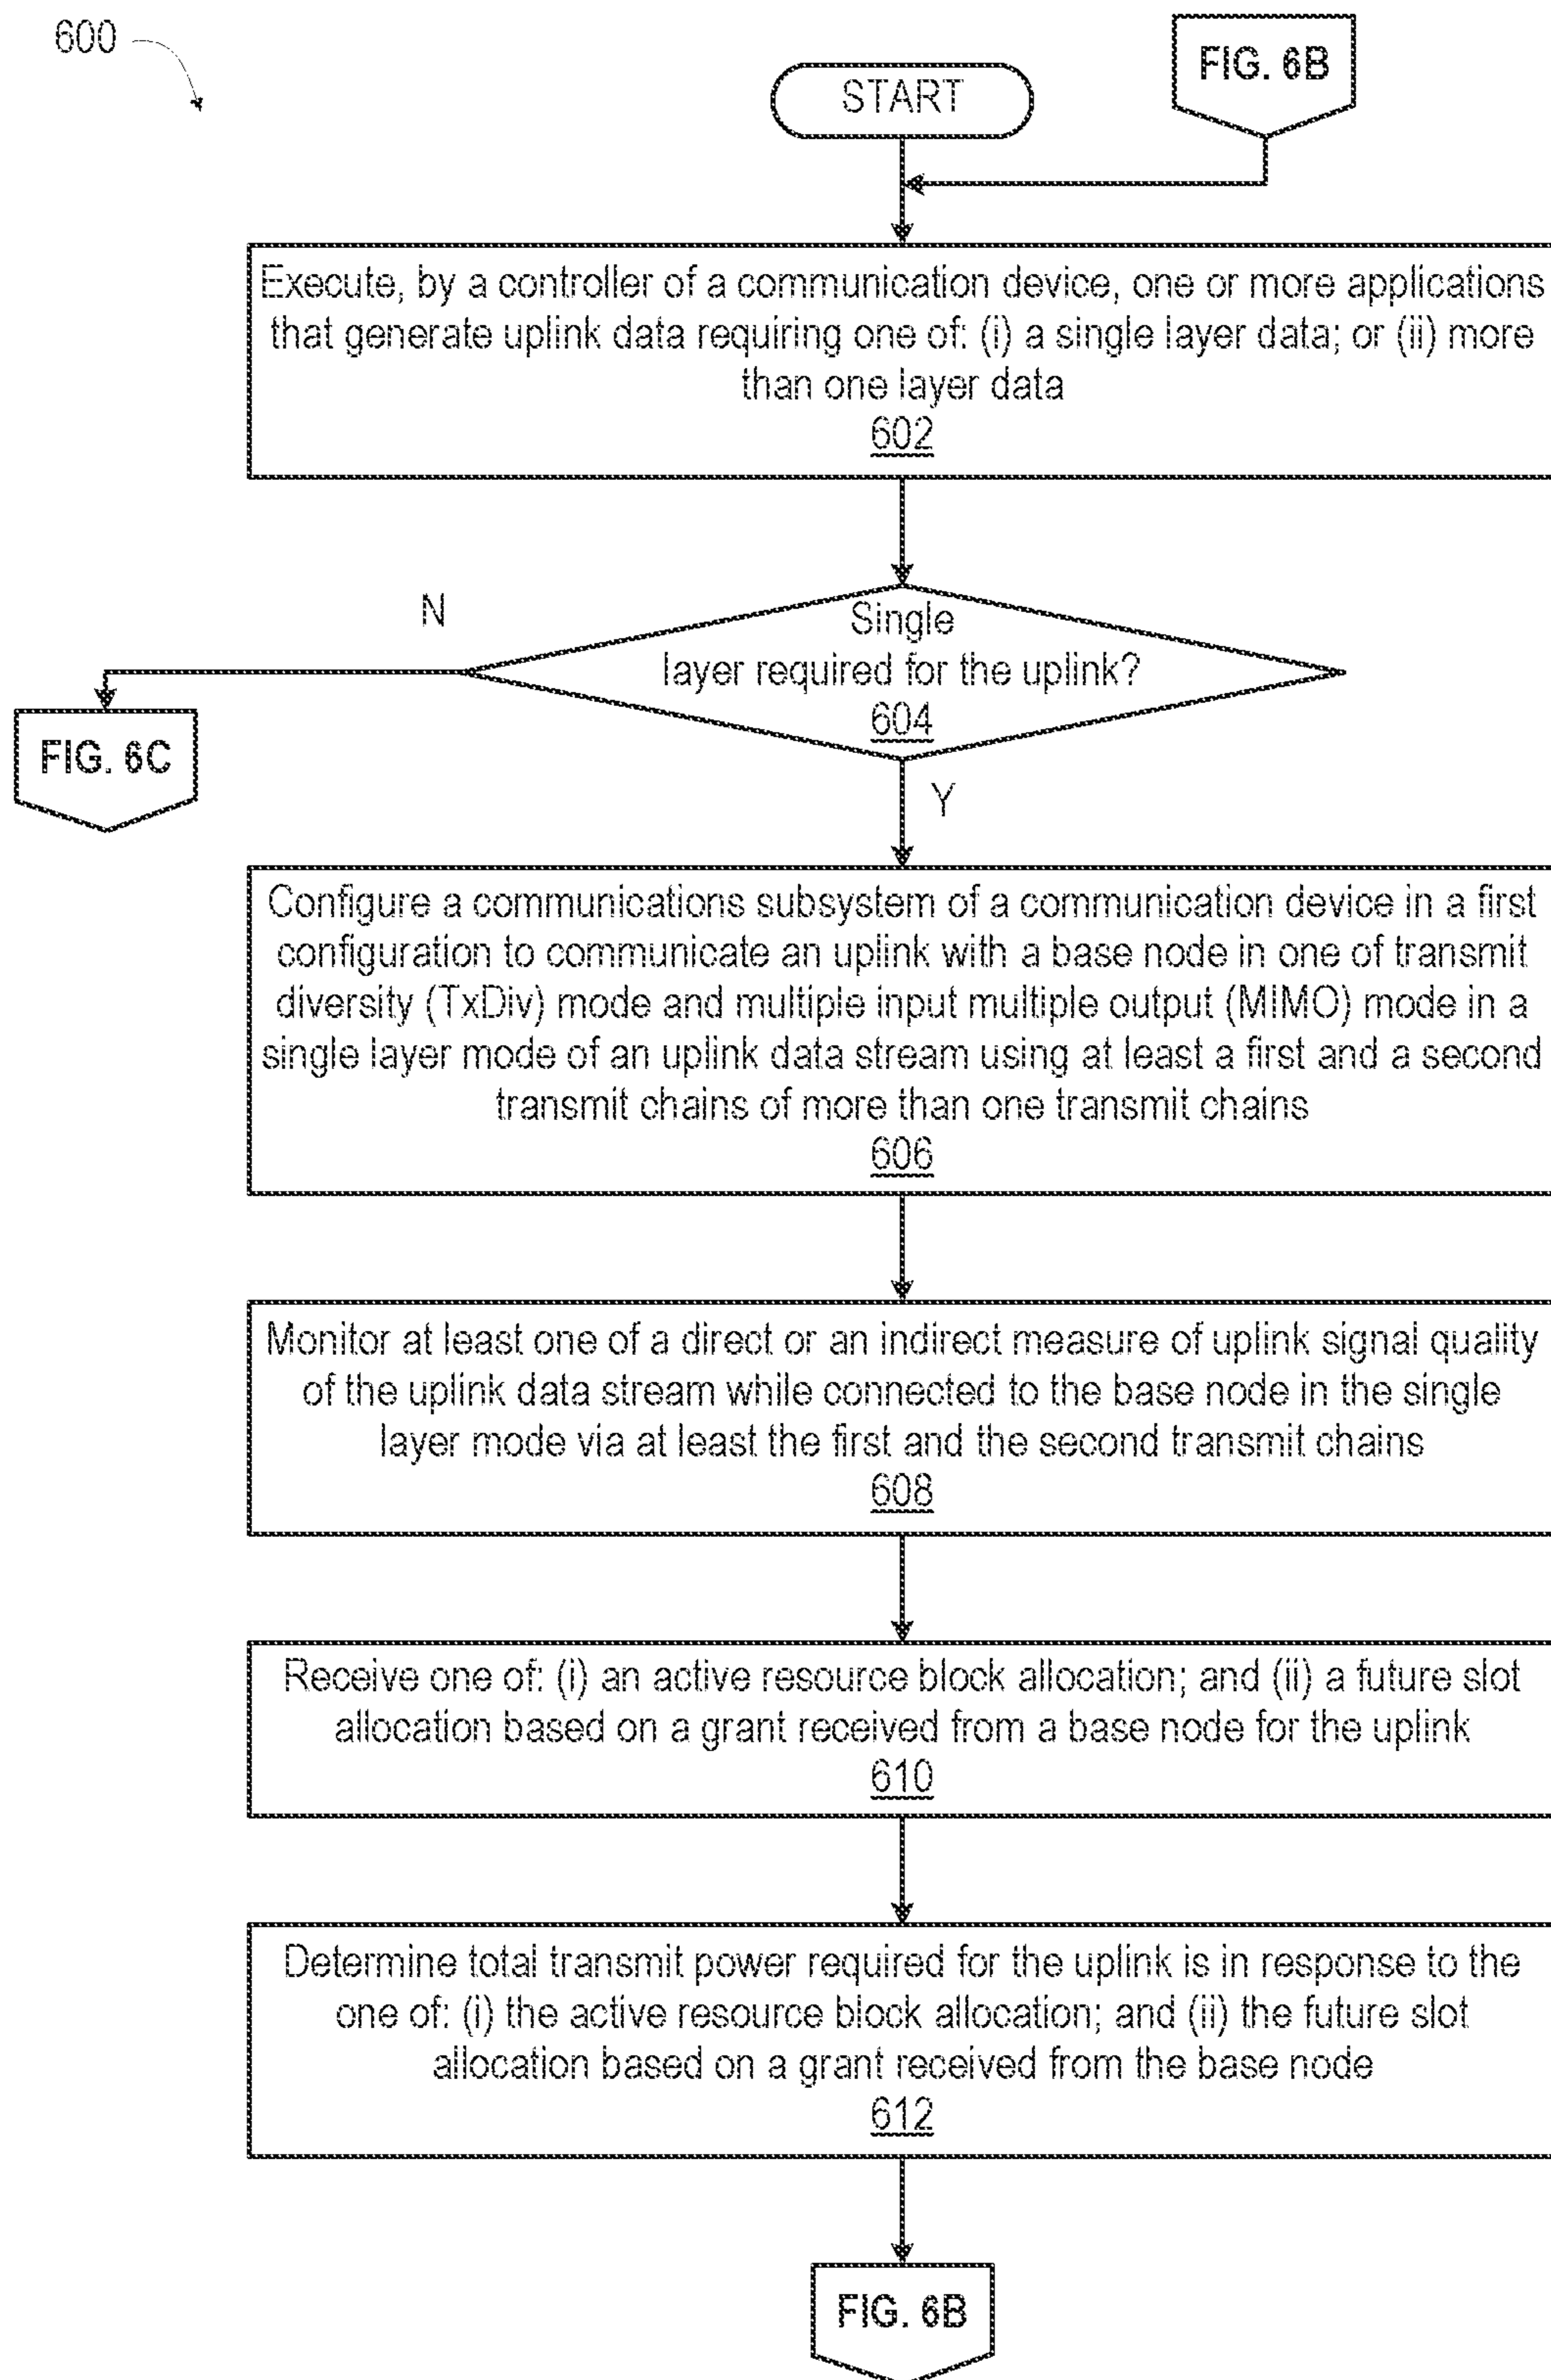 600
START
FIG. 6B
Execute, by a controller of a communication device, one or more applications
that generate uplink data requiring one of: (i) a single layer data; or (ii) more
than one layer data
602
N
Single
layer required for the uplink?
604
FIG. 6C
Y
Configure a communications subsystem of a communication device in a first
configuration to communicate an uplink with a base node in one of transmit
diversity (TxDiv) mode and multiple input multiple output (MIMO) mode in a
single layer mode of an uplink data stream using at least a first and a second
transmit chains of more than one transmit chains
606
Monitor at least one of a direct or an indirect measure of uplink signal quality
of the uplink data stream while connected to the base node in the single
layer mode via at least the first and the second transmit chains
608
Receive one of: (i) an active resource block allocation; and (ii) a future slot
allocation based on a grant received from a base node for the uplink
610
Determine total transmit power required for the uplink is in response to the
one of: (i) the active resource block allocation; and (ii) the future slot
allocation based on a grant received from the base node
612
FIG. 6B